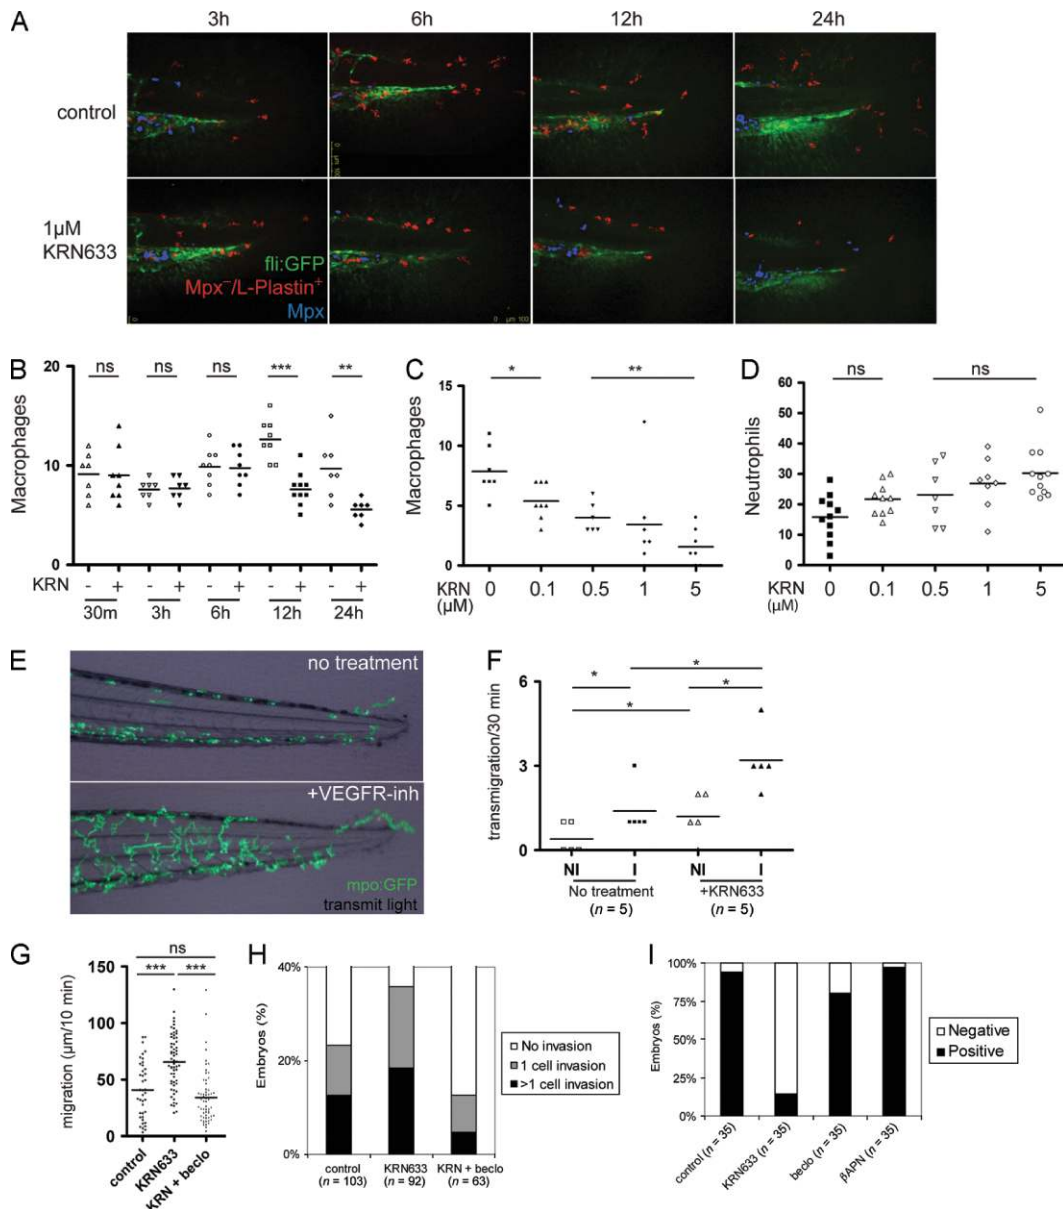 A
3h 6h 12h 24h
control
1µM
KRN633
fli:GFP
Mpx⁻/L-Plastin⁺
Mpx
B
Macrophages
20
10
0
ns ns ns *** **
KRN - + - + - + - + - +
30m 3h 6h 12h 24h
C
Macrophages
15
10
5
0
* **
KRN
(µM)
0 0.1 0.5 1 5
D
Neutrophils
60
50
40
30
20
10
0
ns ns
KRN
(µM)
0 0.1 0.5 1 5
E
no treatment
+VEGFR-inh
mpo:GFP
transmit light
F
transmigration/30 min
6
3
0
* * * *
NI I NI I
No treatment +KRN633
(n = 5) (n = 5)
G
migration (µm/10 min)
150
100
50
0
ns
*** ***
control KRN633 KRN + beclo
H
Embryos (%)
40%
20%
0%
control KRN633 KRN + beclo
(n = 103) (n = 92) (n = 63)
No invasion
1 cell invasion
>1 cell invasion
I
Embryos (%)
100%
75%
50%
25%
0%
control (n = 35) KRN633 (n = 35) beclo (n = 35) βAPN (n = 35)
Negative
Positive